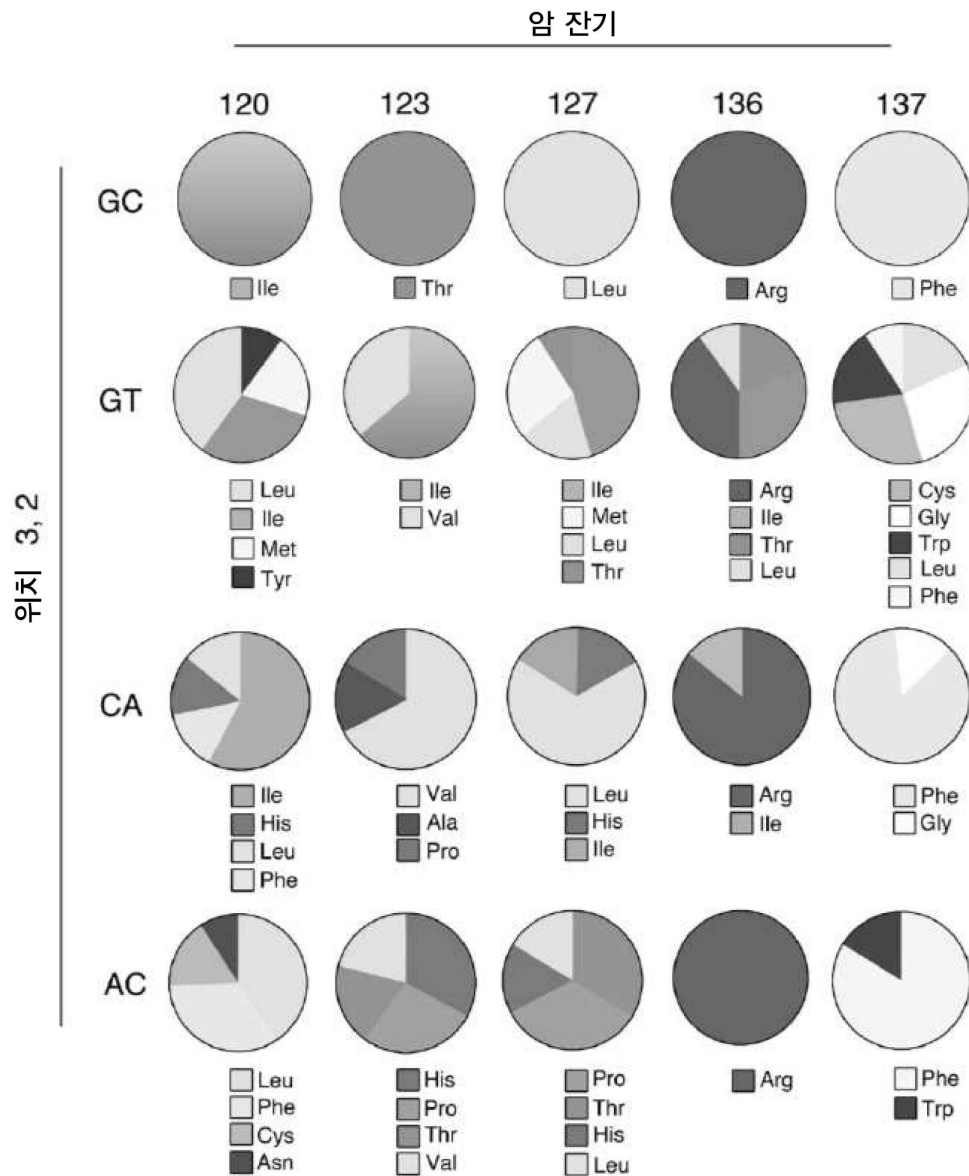 암 잔기
120 123 127 136 137
GC
Ile Thr Leu Arg Phe
GT
Leu Ile Ile Arg Cys
Ile Val Met Ile Gly
Met Leu Thr Trp
Tyr Thr Leu Leu
Phe
위치 3, 2
CA
Ile Val Leu Arg Phe
His Ala His Ile Gly
Leu Pro Ile
Phe
AC
Leu His Pro Arg Phe
Phe Pro Thr Trp
Cys Thr His
Asn Val Leu